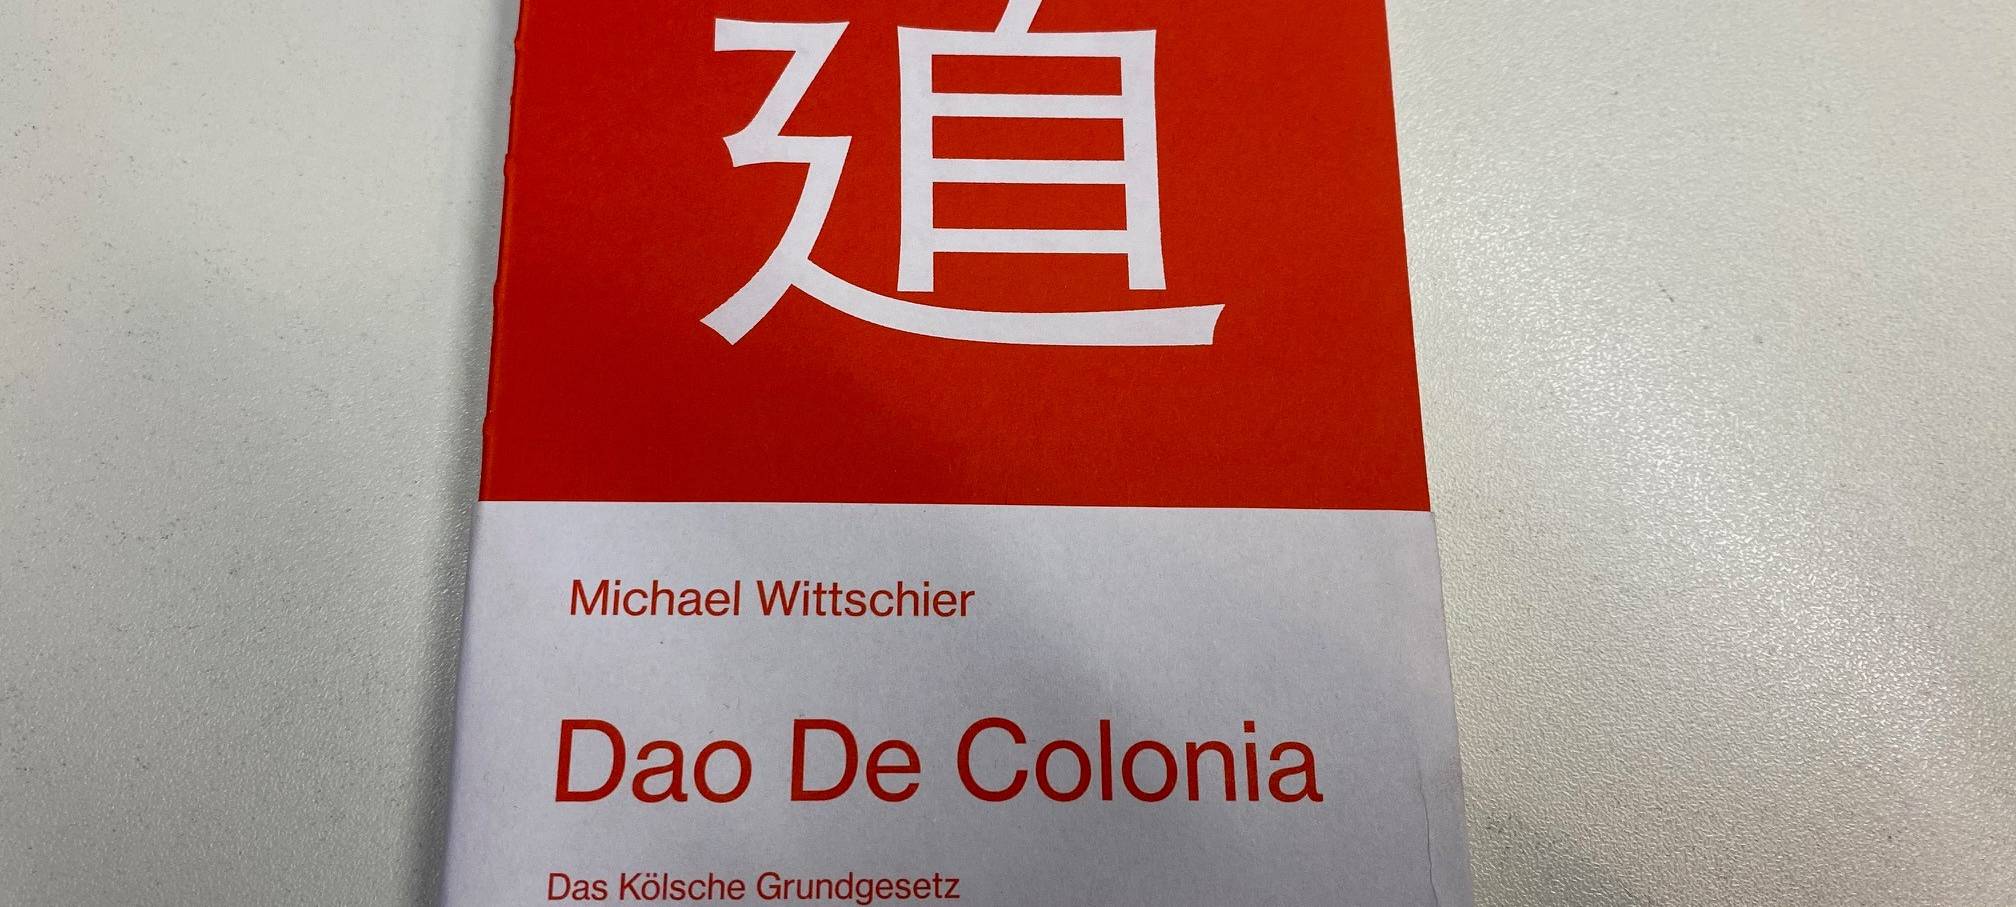 道
Michael Wittschier
Dao De Colonia
Das Kölsche Grundgesetz